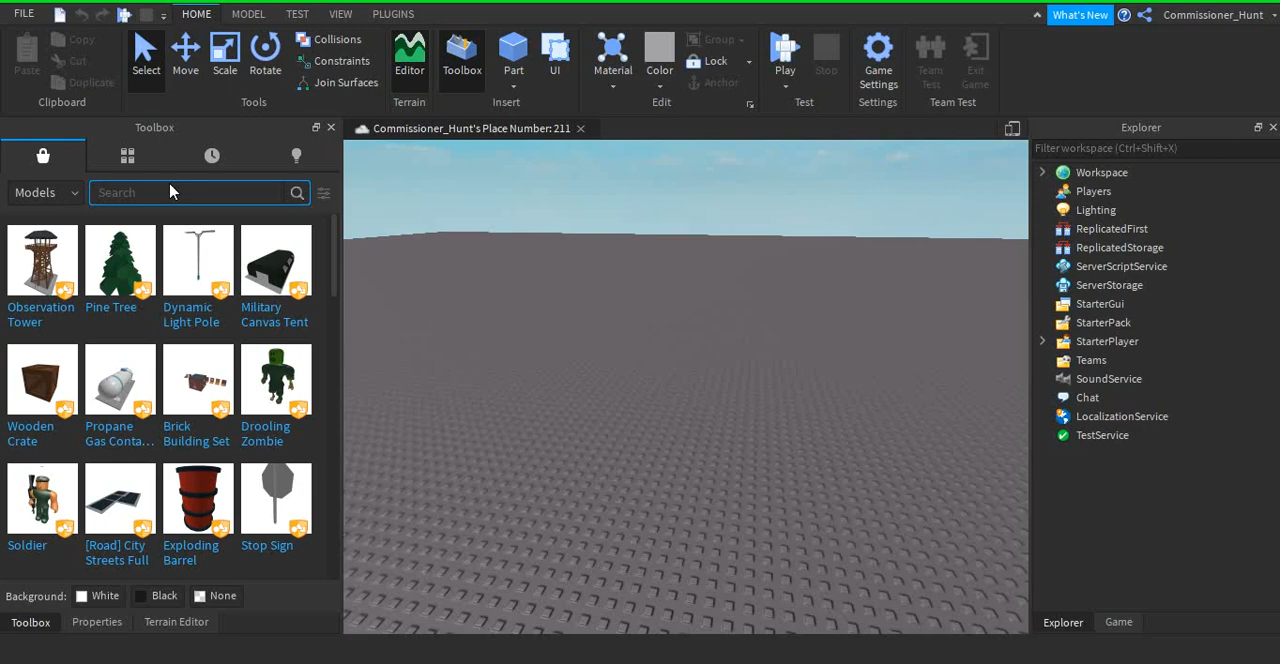 FILE HOME MODEL TEST VIEW PLUGINS What's New Commissioner_Hunt
Paste Copy Cut Duplicate
Clipboard
Select Move Scale Rotate
Collisions
Constraints
Join Surfaces
Tools
Editor
Terrain
Toolbox Part UI
Insert
Material Color
Group
Lock
Anchor
Edit
Play Stop
Test
Game Settings
Settings
Team Test Exit Game
Team Test
Toolbox
Models Search
Observation Tower
Pine Tree
Dynamic Light Pole
Military Canvas Tent
Wooden Crate
Propane Gas Conta...
Brick Building Set
Drooling Zombie
Soldier
[Road] City Streets Full
Exploding Barrel
Stop Sign
Background: White Black None
Toolbox Properties Terrain Editor
Commissioner_Hunt's Place Number: 211
Explorer
Filter workspace (Ctrl+Shift+X)
Workspace
Players
Lighting
ReplicatedFirst
ReplicatedStorage
ServerScriptService
ServerStorage
StarterGui
StarterPack
StarterPlayer
Teams
SoundService
Chat
LocalizationService
TestService
Explorer Game